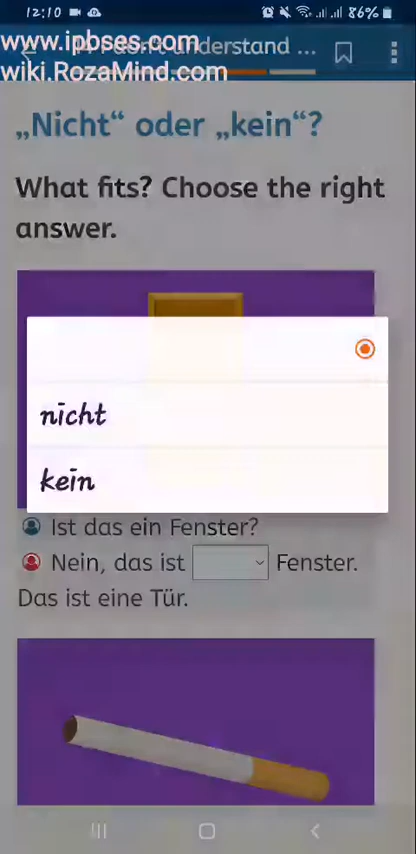 12:10
86%
www.ipbses.com
understand ...
wiki.RozaMind.com
„Nicht“ oder „kein“?
What fits? Choose the right
answer.
nicht
kein
Ist das ein Fenster?
Nein, das ist Fenster.
Das ist eine Tür.